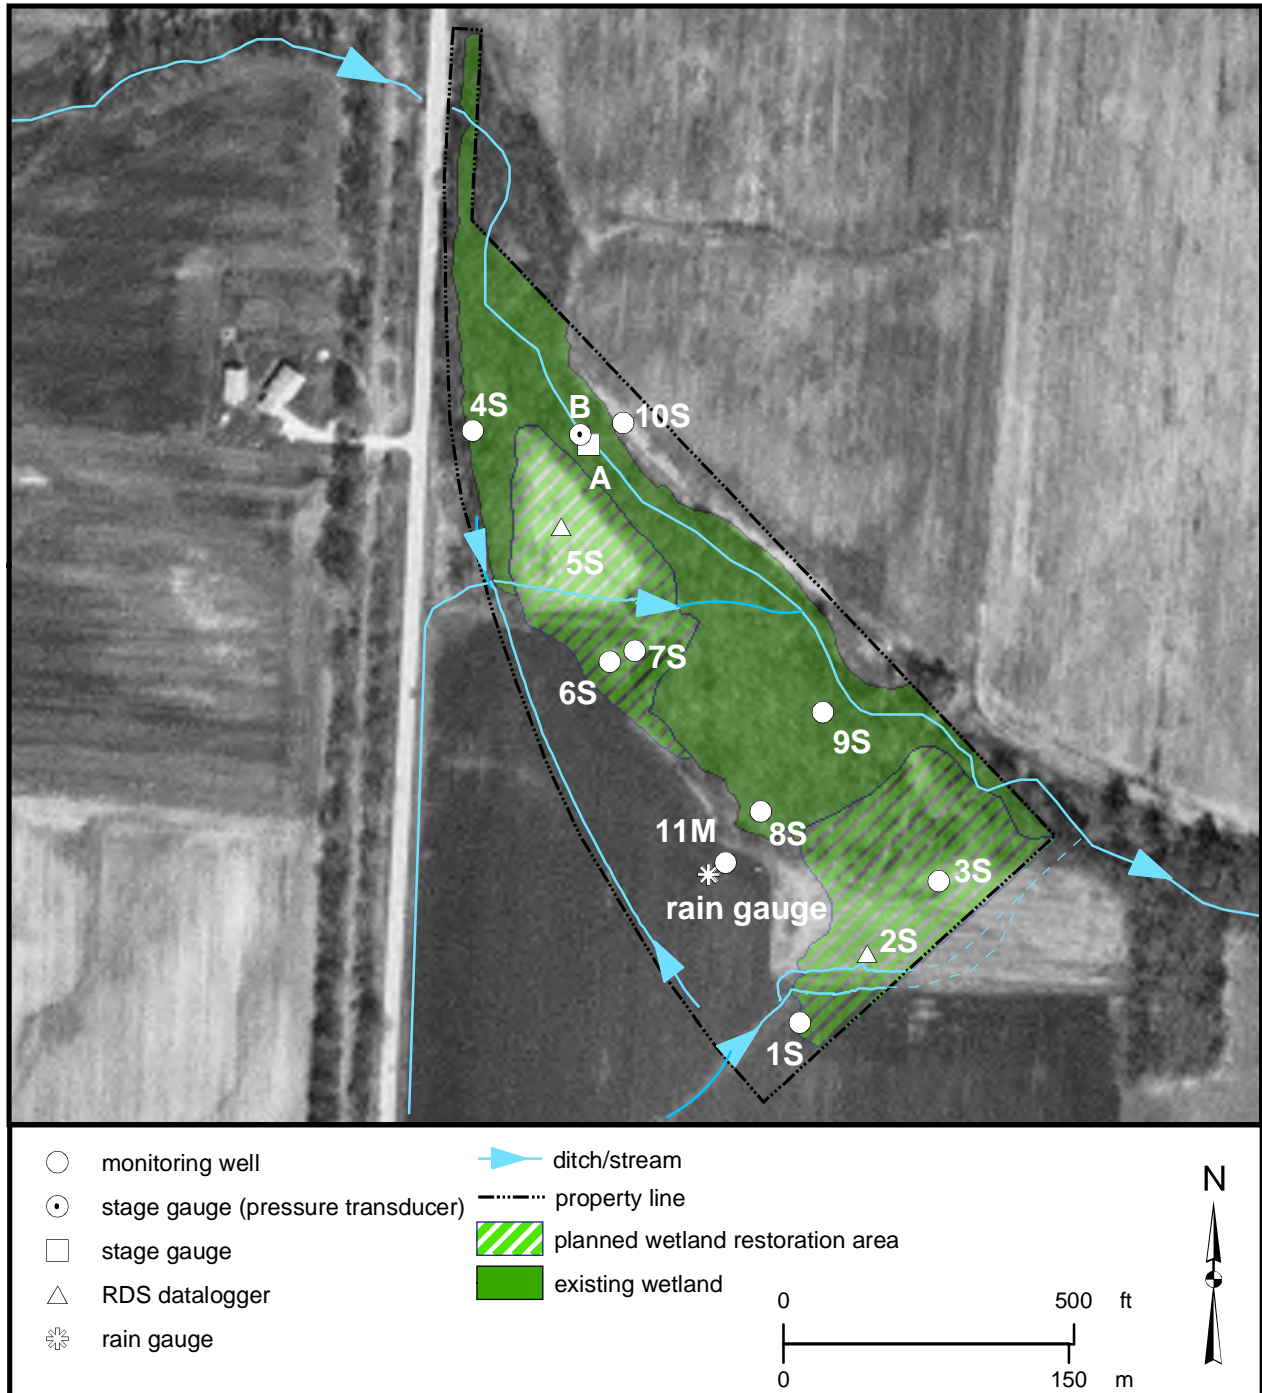 4S
B
10S
A
5S
7S
6S
9S
11M
8S
3S
rain gauge
2S
1S
monitoring well
stage gauge (pressure transducer)
stage gauge
RDS datalogger
rain gauge
ditch/stream
property line
planned wetland restoration area
existing wetland
0 500 ft
0 150 m
N